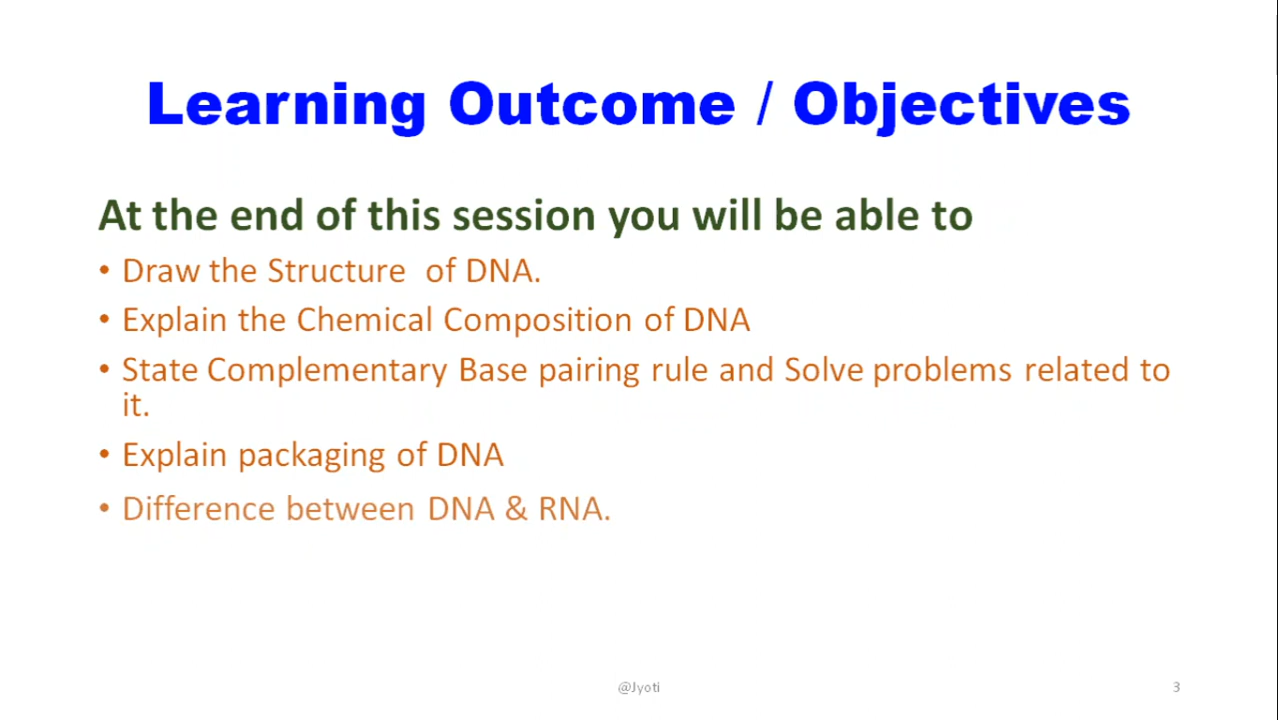 Learning Outcome / Objectives
At the end of this session you will be able to
• Draw the Structure of DNA.
• Explain the Chemical Composition of DNA
• State Complementary Base pairing rule and Solve problems related to
it.
• Explain packaging of DNA
• Difference between DNA & RNA.
@Jyoti
3